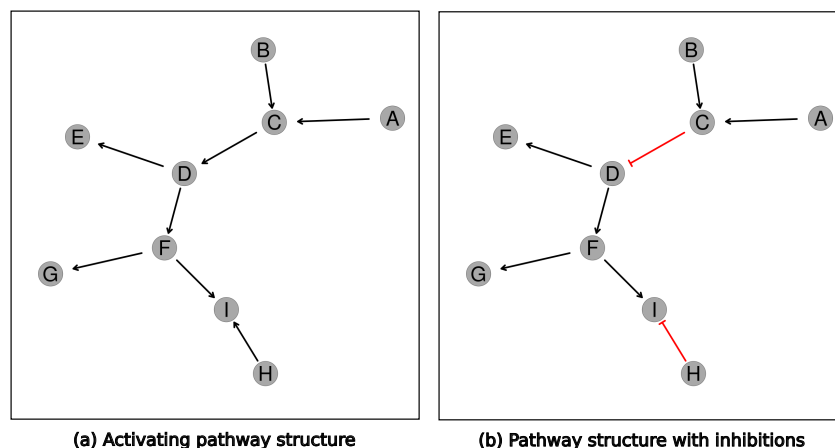 B
C
A
E
D
F
G
I
H
(a) Activating pathway structure
B
C
A
E
D
F
G
I
H
(b) Pathway structure with inhibitions